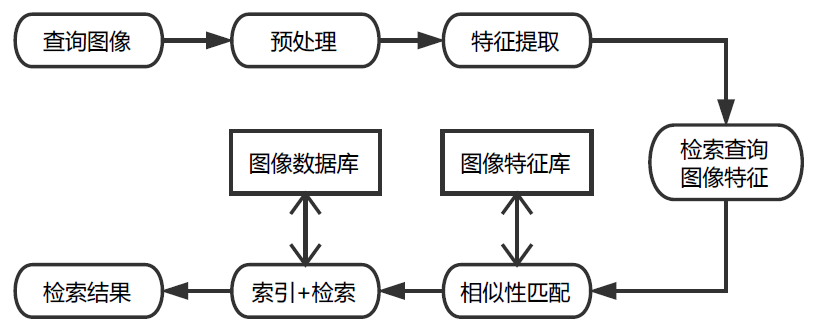 查询图像
预处理
特征提取
图像数据库
图像特征库
检索查询
图像特征
检索结果
索引+检索
相似性匹配